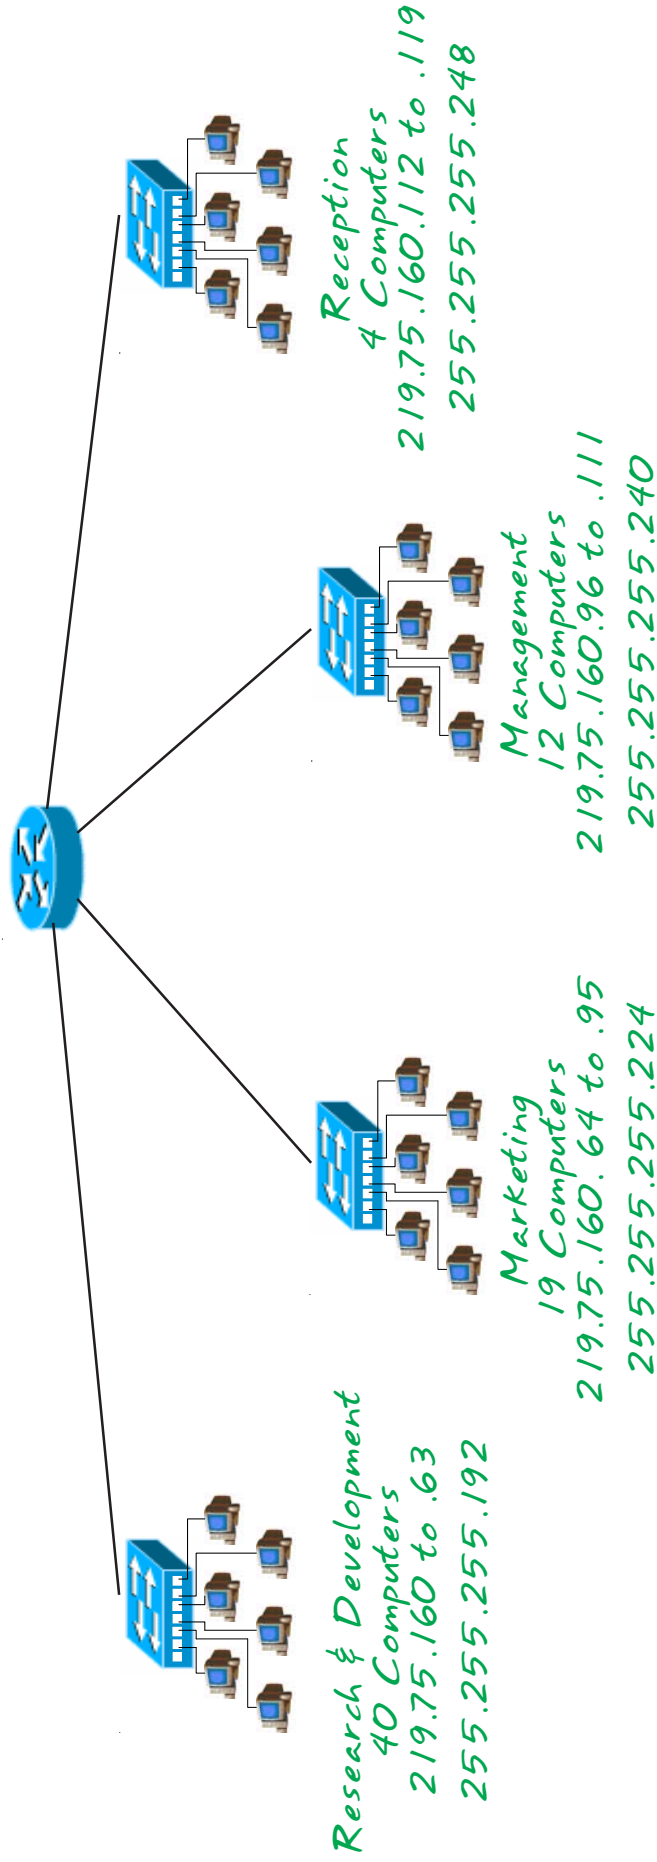 Research & Development
40 Computers
219.75.160 to .63
255.255.255.192
Marketing
19 Computers
219.75.160.64 to .95
255.255.255.224
Management
12 Computers
219.75.160.96 to .111
255.255.255.240
Reception
4 Computers
219.75.160.112 to .119
255.255.255.248